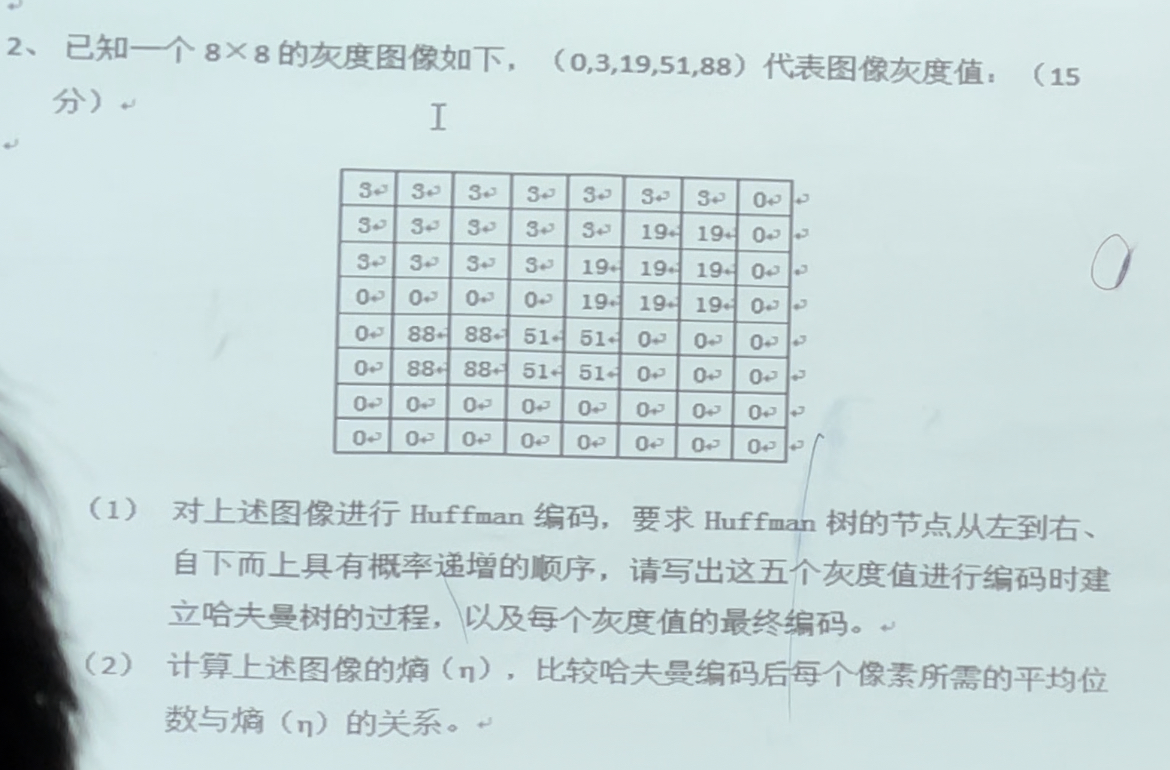 2、 已知一个 8×8 的灰度图像如下，（0,3,19,51,88）代表图像灰度值：（15
分）
3 3 3 3 3 3 3 0
3 3 3 3 3 19 19 0
3 3 3 3 19 19 19 0
0 0 0 0 19 19 19 0
0 88 88 51 51 0 0 0
0 88 88 51 51 0 0 0
0 0 0 0 0 0 0 0
0 0 0 0 0 0 0 0
（1） 对上述图像进行 Huffman 编码，要求 Huffman 树的节点从左到右、
自下而上具有概率递增的顺序，请写出这五个灰度值进行编码时建
立哈夫曼树的过程，以及每个灰度值的最终编码。
（2） 计算上述图像的熵（η），比较哈夫曼编码后每个像素所需的平均位
数与熵（η）的关系。